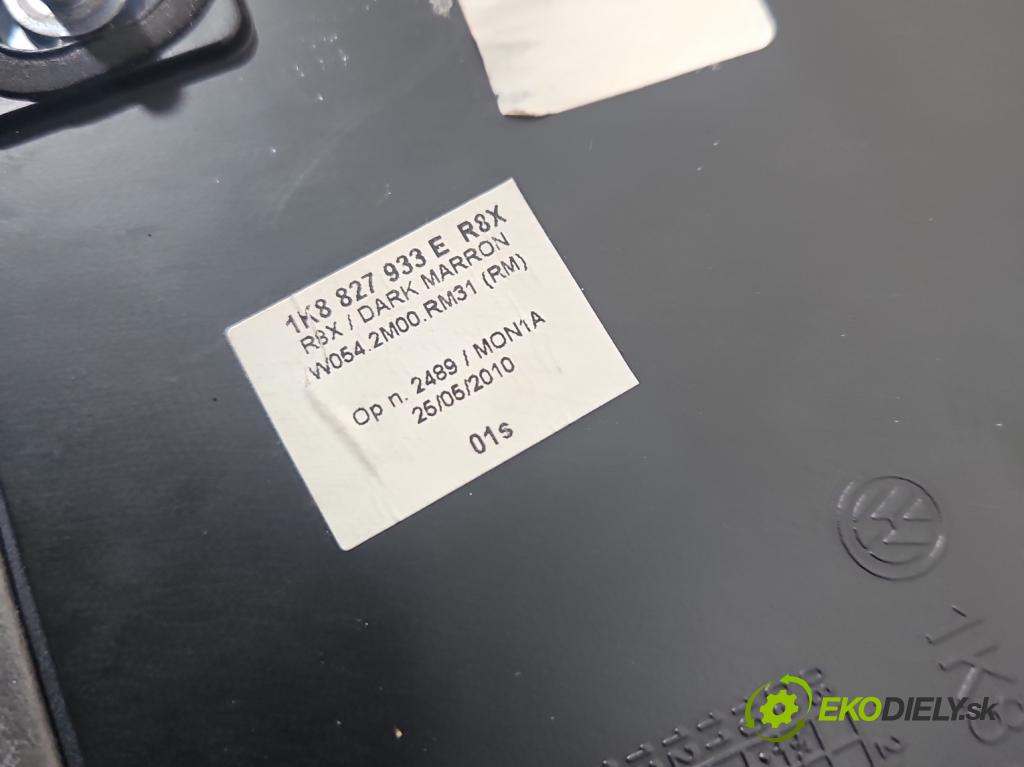 1K8 827 933 E R8X
R8X / DARK MARRON
W054.2M00.RM31 (RM)
Op n. 2489 / MON1A
25/05/2010
01s
1K8
EKODIELY.sk